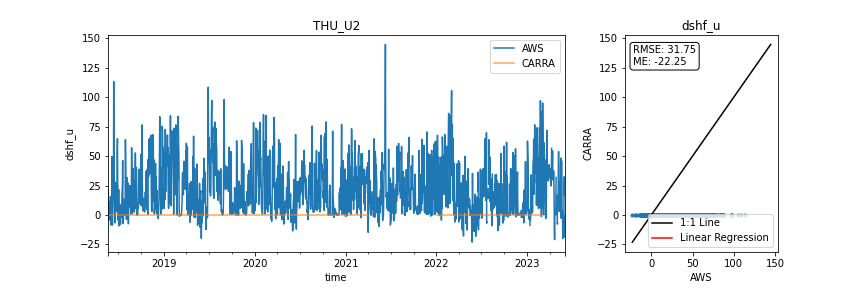 THU_U2
dshf_u
150
125
100
75
50
25
0
−25
dshf_u
AWS
CARRA
2019
2020
2021
2022
2023
time
150
125
100
75
50
25
0
−25
CARRA
RMSE: 31.75
ME: -22.25
1:1 Line
Linear Regression
0
50
100
150
AWS